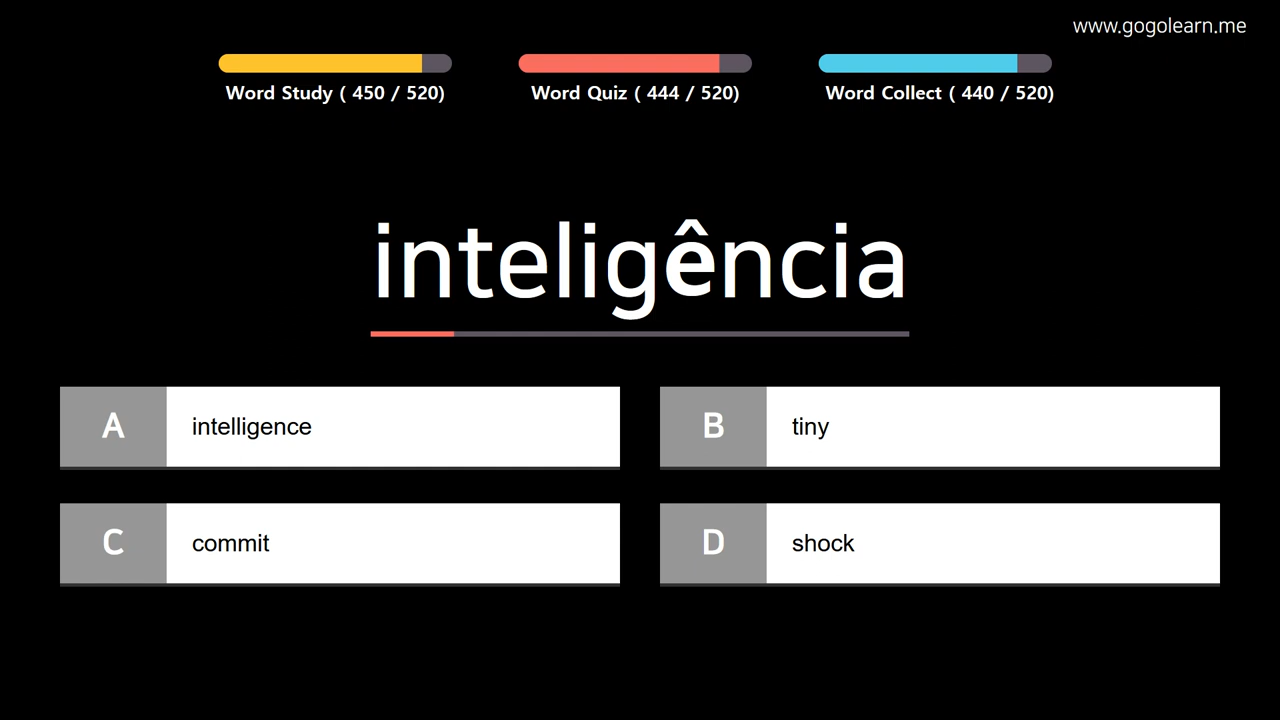 www.gogolearn.me
Word Study ( 450 / 520)
Word Quiz ( 444 / 520)
Word Collect ( 440 / 520)
inteligência
A intelligence
B tiny
C commit
D shock